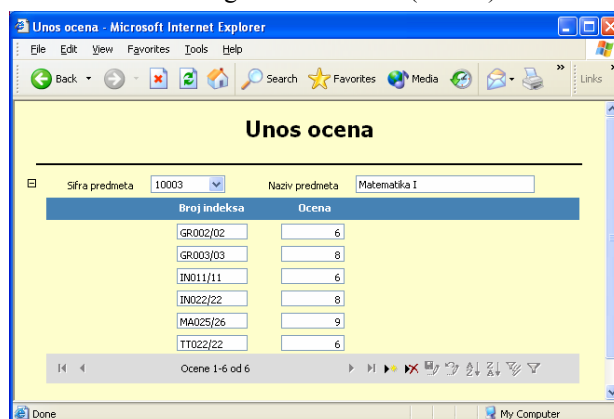 Unos ocena - Microsoft Internet Explorer
File Edit View Favorites Tools Help
Back Search Favorites Media » Links »
Unos ocena
Sifra predmeta 10003 Naziv predmeta Matematika I
Broj indeksa Ocena
GR002/02 6
GR003/03 8
IN011/11 6
IN022/22 8
MA025/26 9
TT022/22 6
Ocene 1-6 od 6
Done My Computer